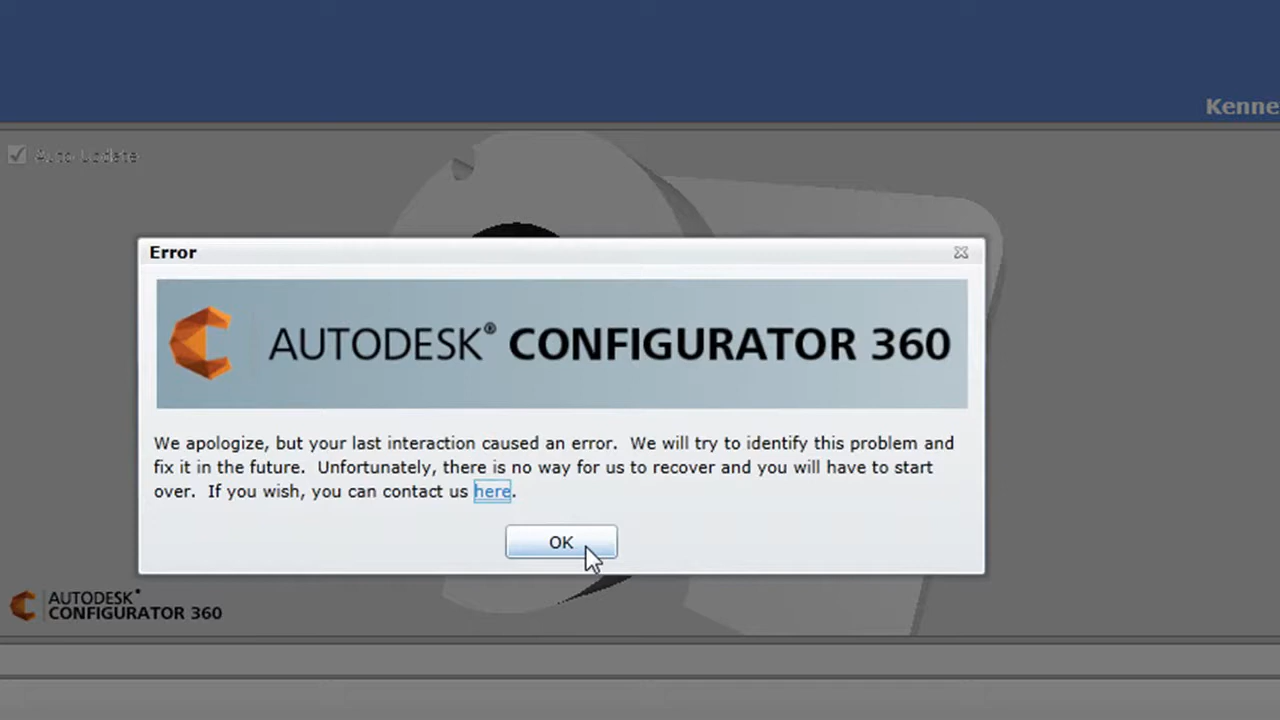 Kenne
Auto Update
Error
AUTODESK® CONFIGURATOR 360
We apologize, but your last interaction caused an error. We will try to identify this problem and
fix it in the future. Unfortunately, there is no way for us to recover and you will have to start
over. If you wish, you can contact us here.
OK
AUTODESK®
CONFIGURATOR 360